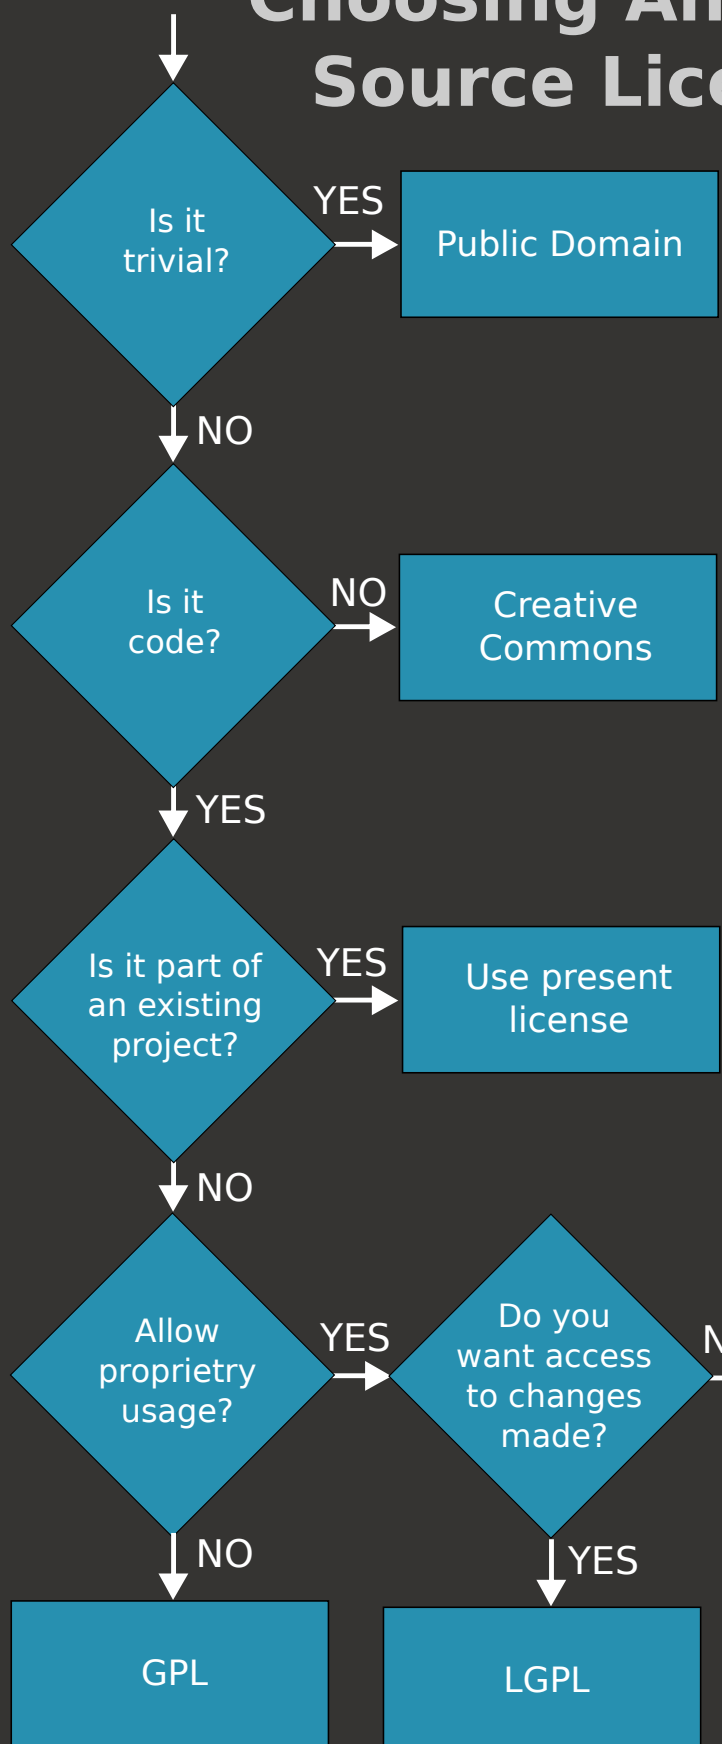 Choosing An
Source Lic
Is it
trivial?
YES
Public Domain
NO
Is it
code?
NO
Creative
Commons
YES
Is it part of
an existing
project?
YES
Use present
license
NO
Allow
proprietry
usage?
YES
Do you
want access
to changes
made?
NO
GPL
YES
LGPL